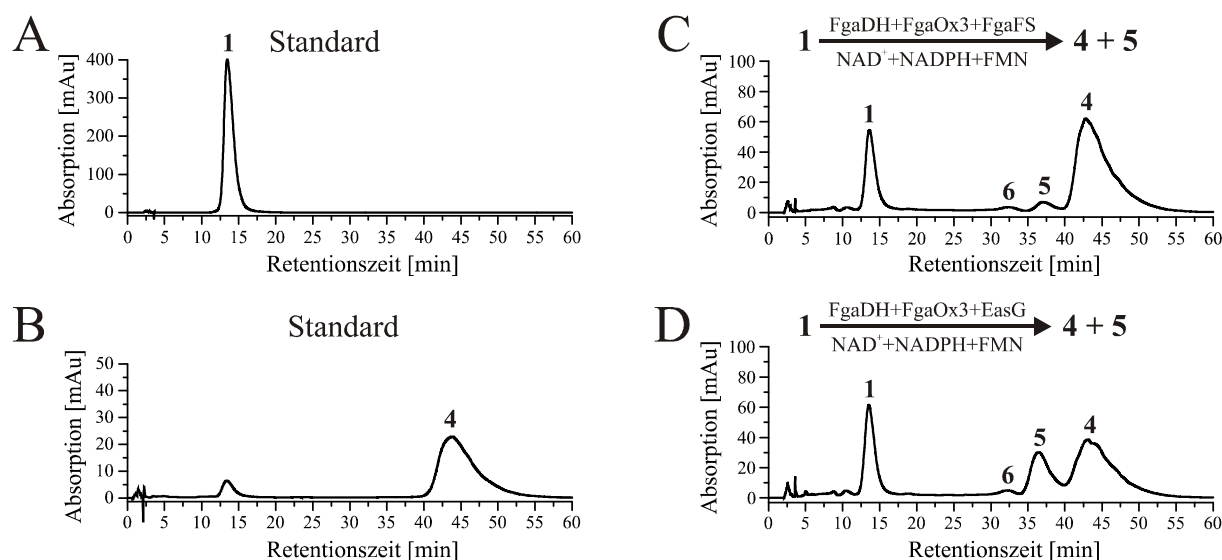 A
1
Standard
Absorption [mAu]
400
300
200
100
0
0 5 10 15 20 25 30 35 40 45 50 55 60
Retentionszeit [min]
B
Standard
Absorption [mAu]
50
40
30
20
10
0
4
0 5 10 15 20 25 30 35 40 45 50 55 60
Retentionszeit [min]
C
FgaDH+FgaOx3+FgaFS
1 4 + 5
NAD⁺+NADPH+FMN
Absorption [mAu]
100
80
60
40
20
0
1
6
5
4
0 5 10 15 20 25 30 35 40 45 50 55 60
Retentionszeit [min]
D
FgaDH+FgaOx3+EasG
1 4 + 5
NAD⁺+NADPH+FMN
Absorption [mAu]
100
80
60
40
20
0
1
6
5
4
0 5 10 15 20 25 30 35 40 45 50 55 60
Retentionszeit [min]